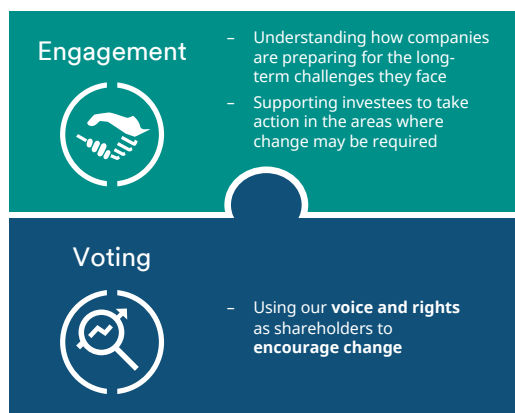 Engagement
– Understanding how companies
are preparing for the long-
term challenges they face
– Supporting investees to take
action in the areas where
change may be required
Voting
– Using our voice and rights
as shareholders to
encourage change